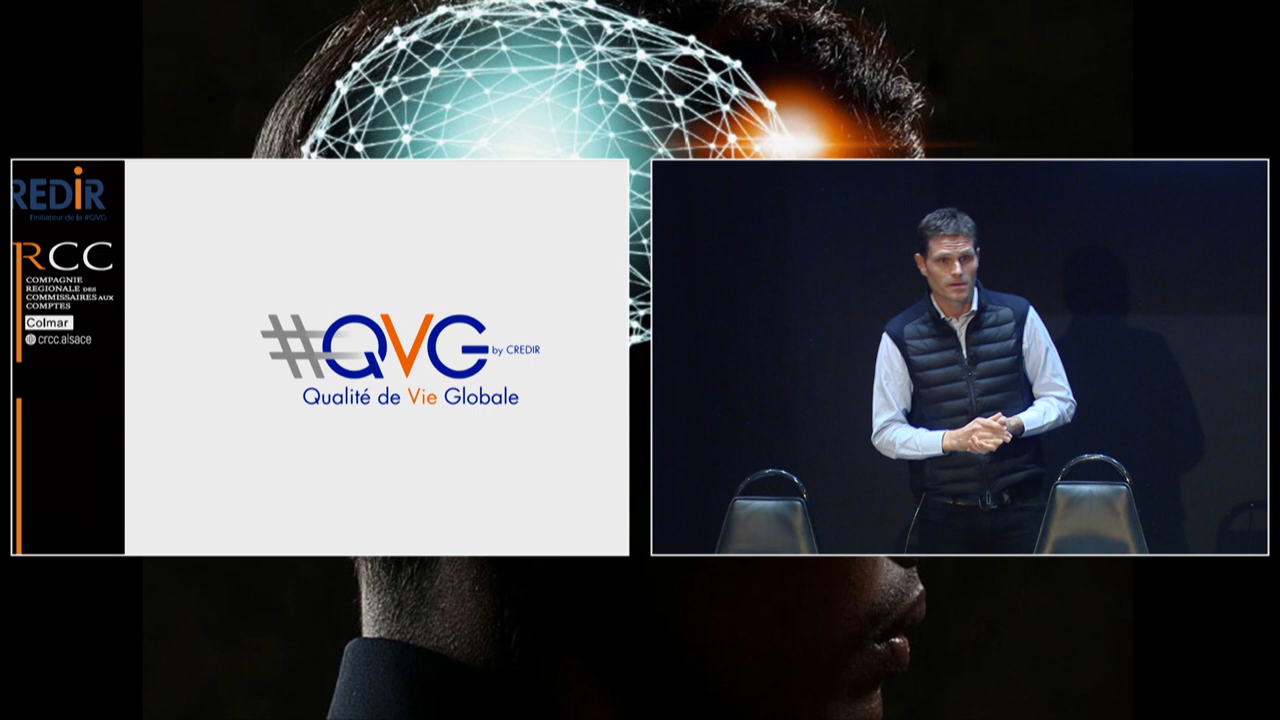 REDiR
l'initiateur de la #QVG
RCC
COMPAGNIE
REGIONALE DES
COMMISSAIRES AUX
COMPTES
Colmar
crcc.alsace
#QVG by CREDIR
Qualité de Vie Globale